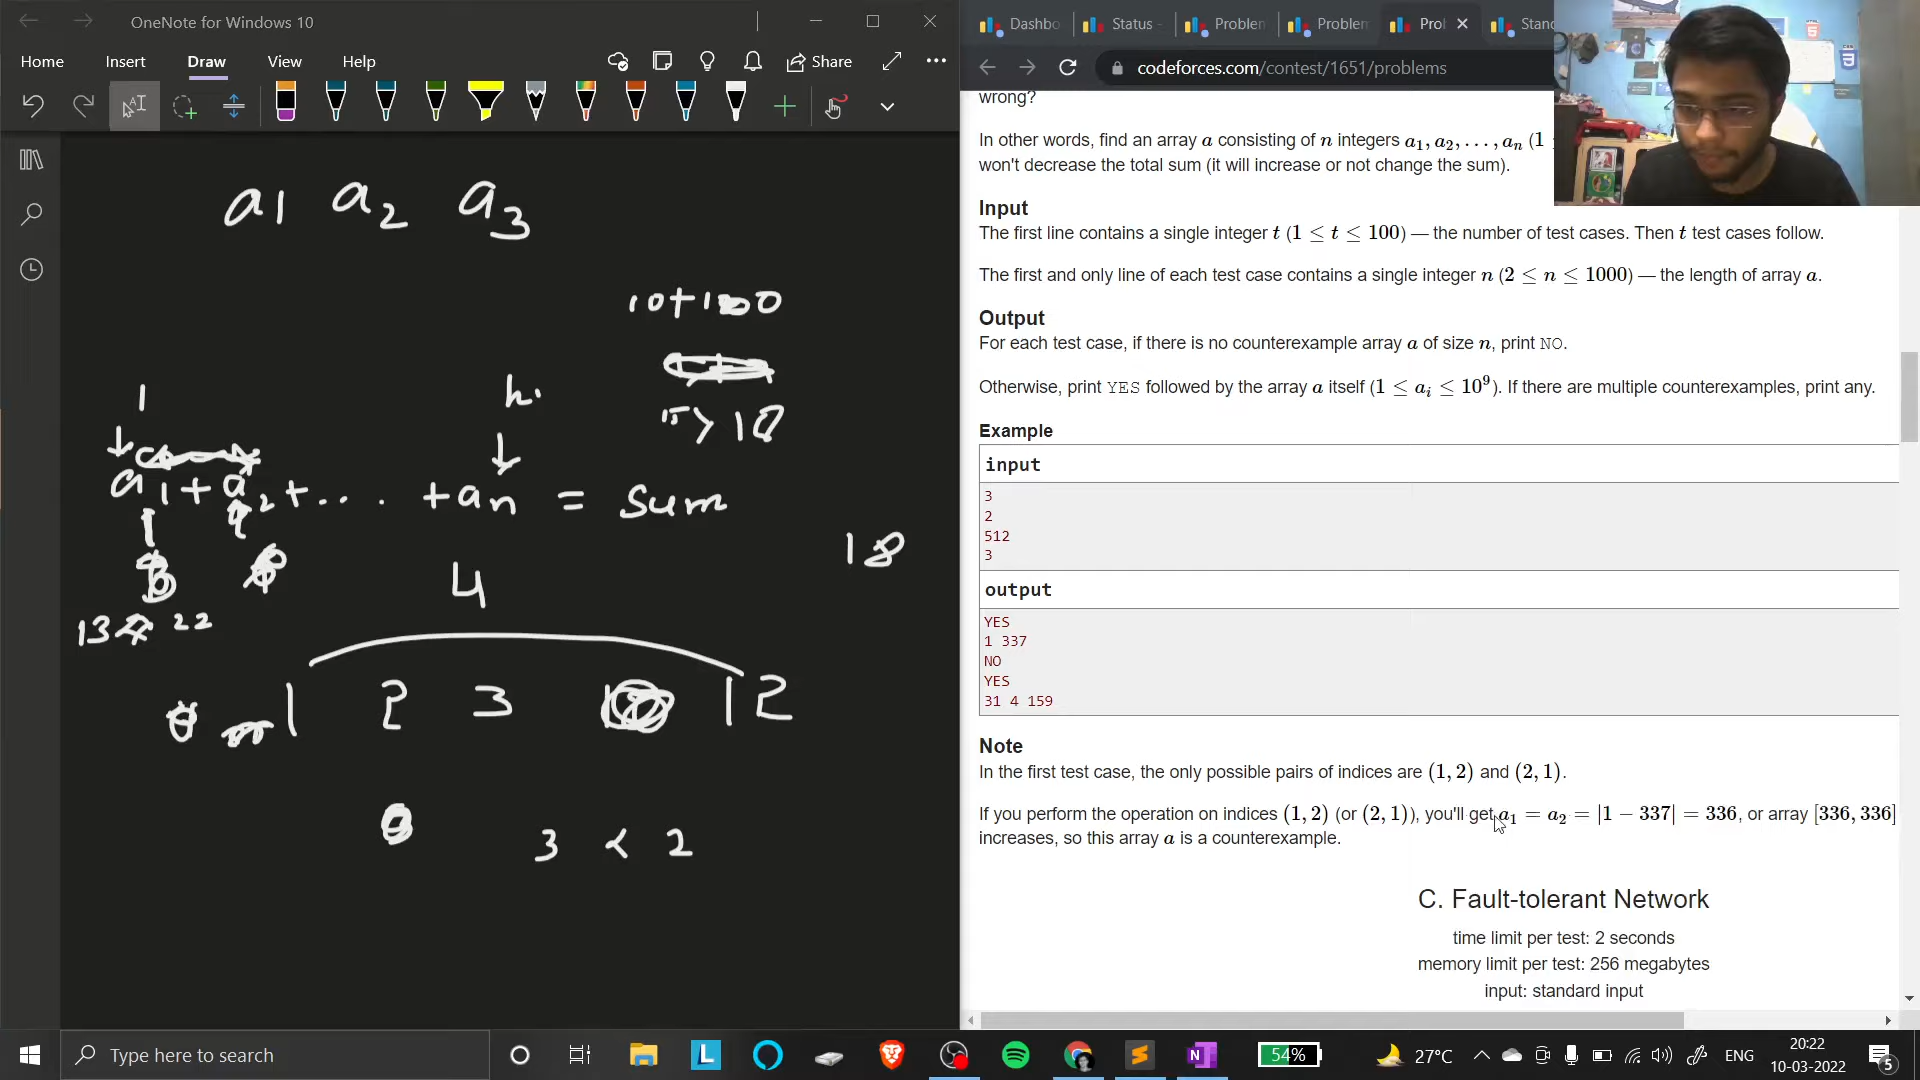 OneNote for Windows 10
Home Insert Draw View Help Share
a1 a2 a3
1
a1 + a2 + ... + an = sum
18
4
13 22
1 2 3 12
3 < 2
Dashbo Status - Problen Problen Prol Stand
codeforces.com/contest/1651/problems
wrong?
In other words, find an array a consisting of n integers a1, a2, ..., an (1
won't decrease the total sum (it will increase or not change the sum).
Input
The first line contains a single integer t (1 ≤ t ≤ 100) — the number of test cases. Then t test cases follow.
The first and only line of each test case contains a single integer n (2 ≤ n ≤ 1000) — the length of array a.
Output
For each test case, if there is no counterexample array a of size n, print NO.
Otherwise, print YES followed by the array a itself (1 ≤ ai ≤ 10^9). If there are multiple counterexamples, print any.
Example
input
3
2
512
3
output
YES
1 337
NO
YES
31 4 159
Note
In the first test case, the only possible pairs of indices are (1, 2) and (2, 1).
If you perform the operation on indices (1, 2) (or (2, 1)), you'll get a1 = a2 = |1 − 337| = 336, or array [336, 336]
increases, so this array a is a counterexample.
C. Fault-tolerant Network
time limit per test: 2 seconds
memory limit per test: 256 megabytes
input: standard input
Type here to search
54% 27°C ENG
20:22
10-03-2022
5